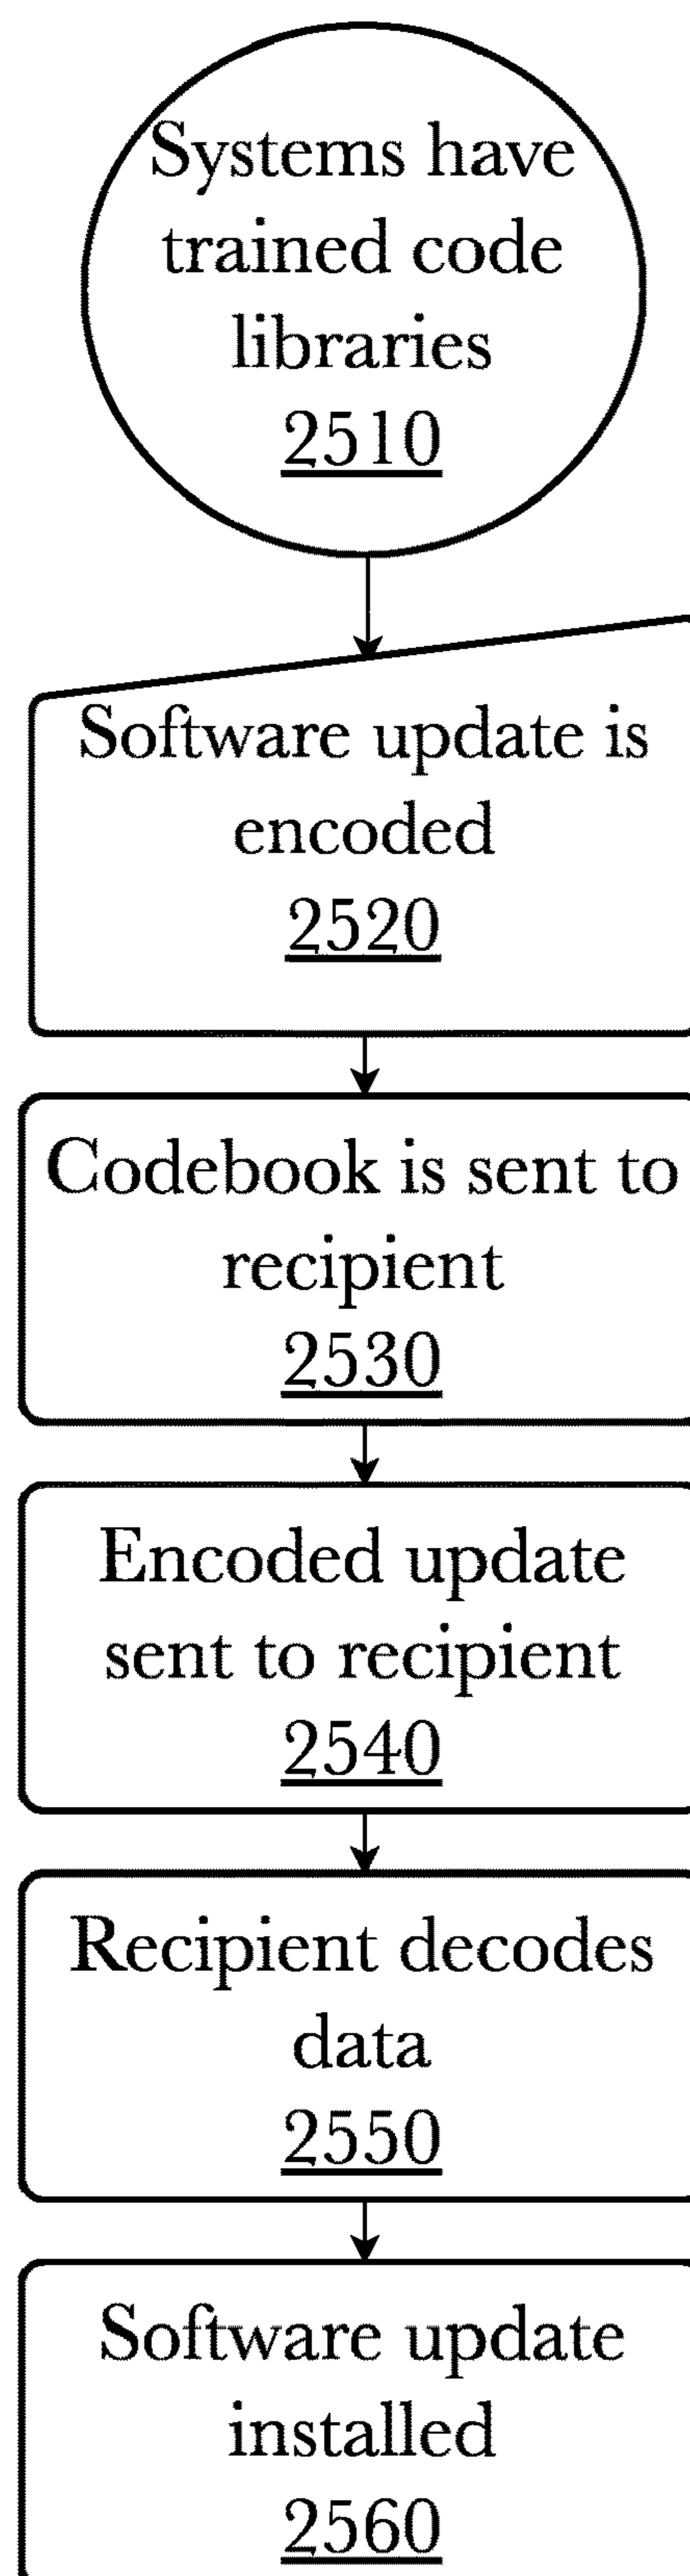 Systems have
trained code
libraries
2510
Software update is
encoded
2520
Codebook is sent to
recipient
2530
Encoded update
sent to recipient
2540
Recipient decodes
data
2550
Software update
installed
2560